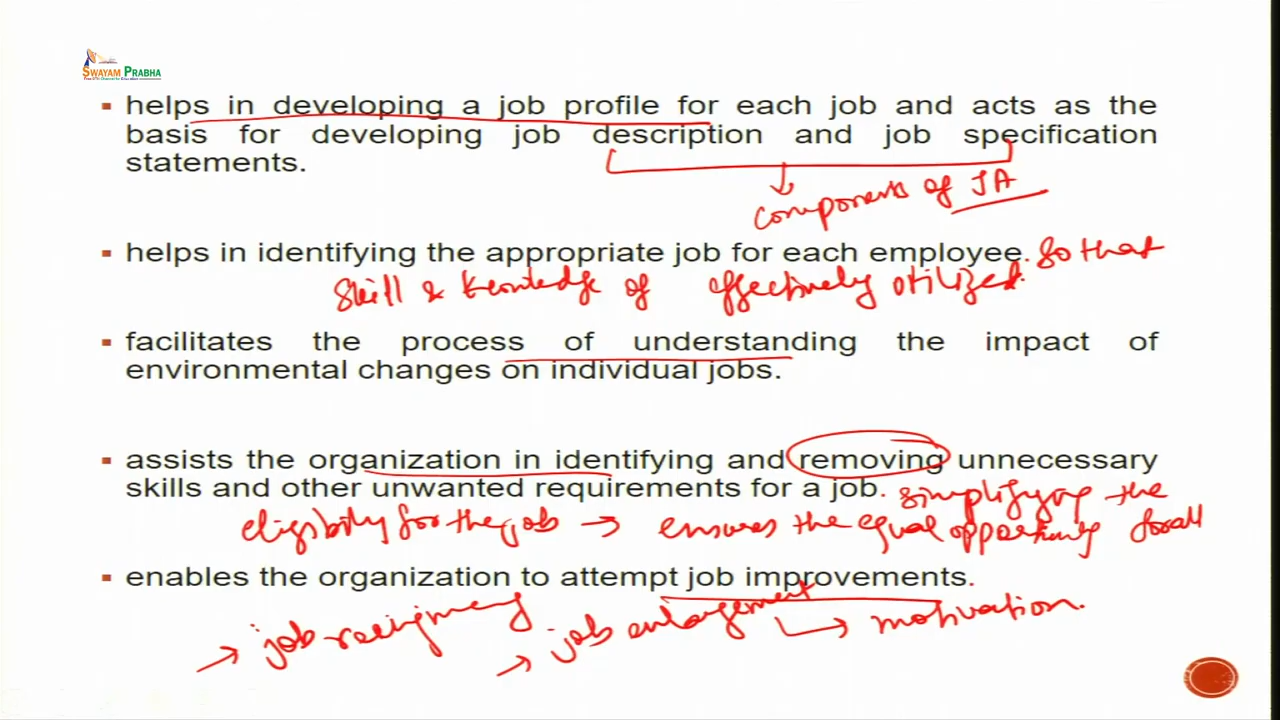 SWAYAM PRABHA
helps in developing a job profile for each job and acts as the
basis for developing job description and job specification
statements.
components of JA
helps in identifying the appropriate job for each employee. So that
skill & knowledge of effectively utilized.
facilitates the process of understanding the impact of
environmental changes on individual jobs.
assists the organization in identifying and removing unnecessary
skills and other unwanted requirements for a job. simplifying the
eligibility for the job → ensures the equal opportunity for all
enables the organization to attempt job improvements.
→ job
→ job enlargement
→ motivation.